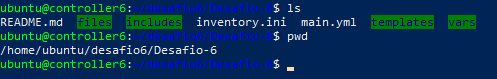 ubuntu@controller6:~/desafio6/Desafio-6$ ls
README.md  files  includes  inventory.ini  main.yml  templates  vars
ubuntu@controller6:~/desafio6/Desafio-6$ pwd
/home/ubuntu/desafio6/Desafio-6
ubuntu@controller6:~/desafio6/Desafio-6$